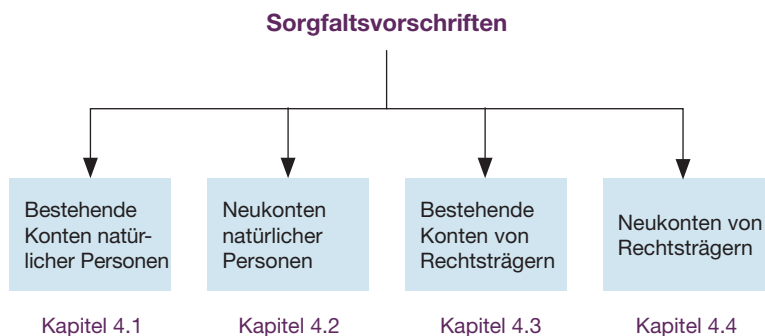 Sorgfaltsvorschriften
Bestehende
Konten natür-
licher Personen
Neukonten
natürlicher
Personen
Bestehende
Konten von
Rechtsträgern
Neukonten von
Rechtsträgern
Kapitel 4.1
Kapitel 4.2
Kapitel 4.3
Kapitel 4.4